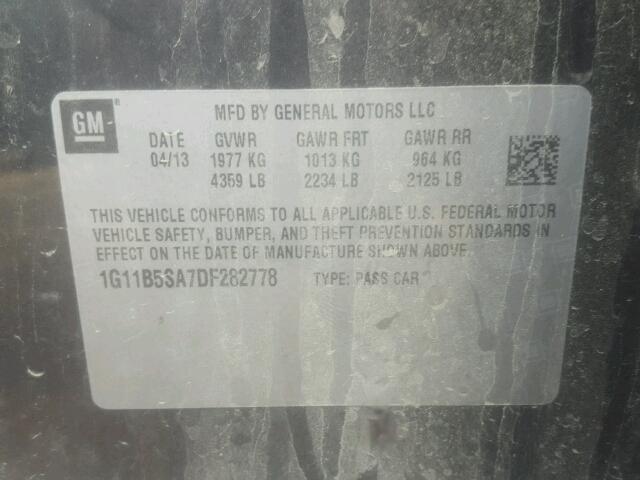 GM®
MFD BY GENERAL MOTORS LLC
DATE GVWR GAWR FRT GAWR RR
04/13 1977 KG 1013 KG 964 KG
4359 LB 2234 LB 2125 LB
THIS VEHICLE CONFORMS TO ALL APPLICABLE U.S. FEDERAL MOTOR
VEHICLE SAFETY, BUMPER, AND THEFT PREVENTION STANDARDS IN
EFFECT ON THE DATE OF MANUFACTURE SHOWN ABOVE.
1G11B5SA7DF282778 TYPE: PASS CAR